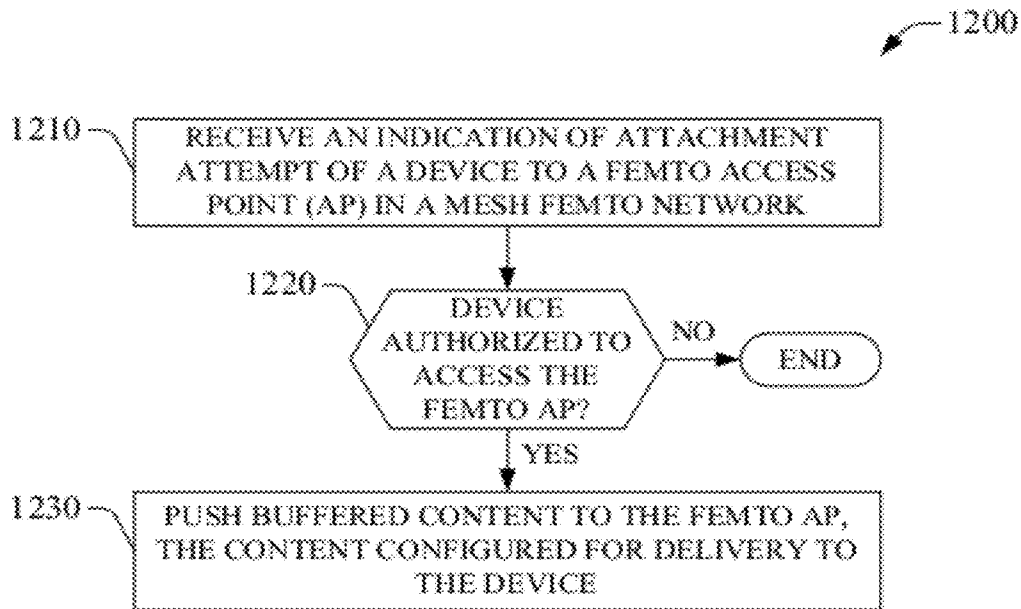 1200
1210
RECEIVE AN INDICATION OF ATTACHMENT
ATTEMPT OF A DEVICE TO A FEMTO ACCESS
POINT (AP) IN A MESH FEMTO NETWORK
1220
DEVICE
AUTHORIZED TO
ACCESS THE
FEMTO AP?
NO
END
YES
1230
PUSH BUFFERED CONTENT TO THE FEMTO AP,
THE CONTENT CONFIGURED FOR DELIVERY TO
THE DEVICE